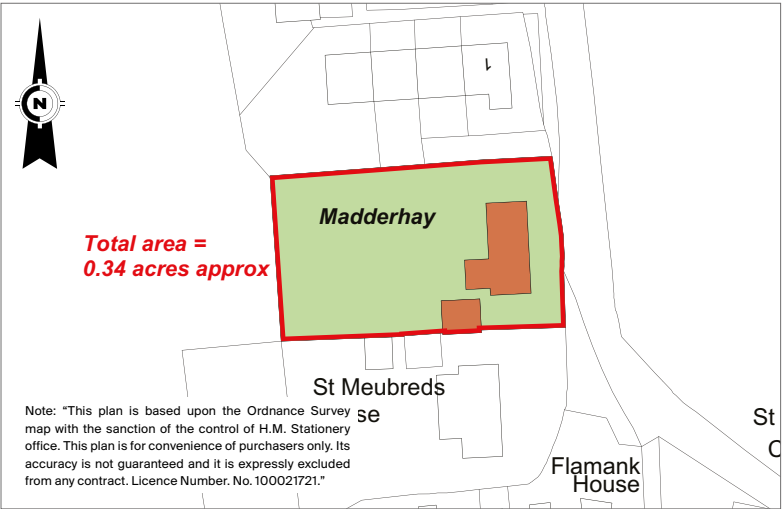 1
N
Madderhay
Total area =
0.34 acres approx
St Meubreds
se
Note: “This plan is based upon the Ordnance Survey
map with the sanction of the control of H.M. Stationery
office. This plan is for convenience of purchasers only. Its
accuracy is not guaranteed and it is expressly excluded
from any contract. Licence Number. No. 100021721.”
St
C
Flamank
House